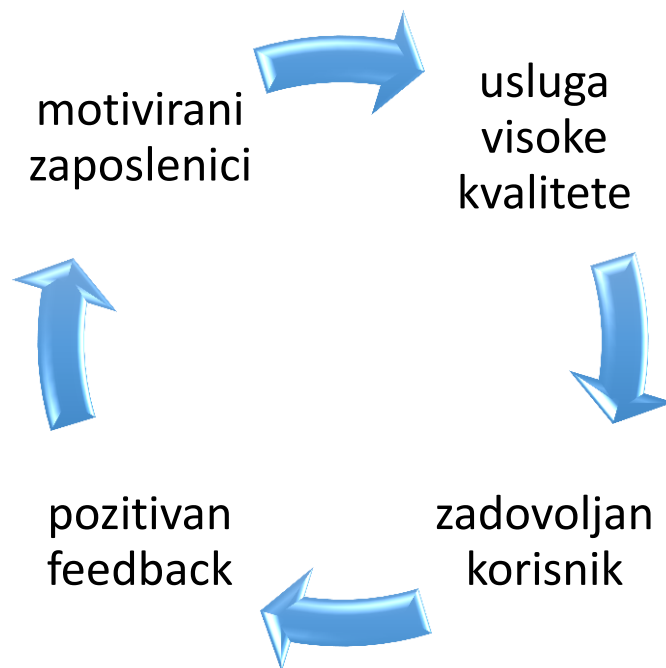 motivirani
zaposlenici
usluga
visoke
kvalitete
zadovoljan
korisnik
pozitivan
feedback